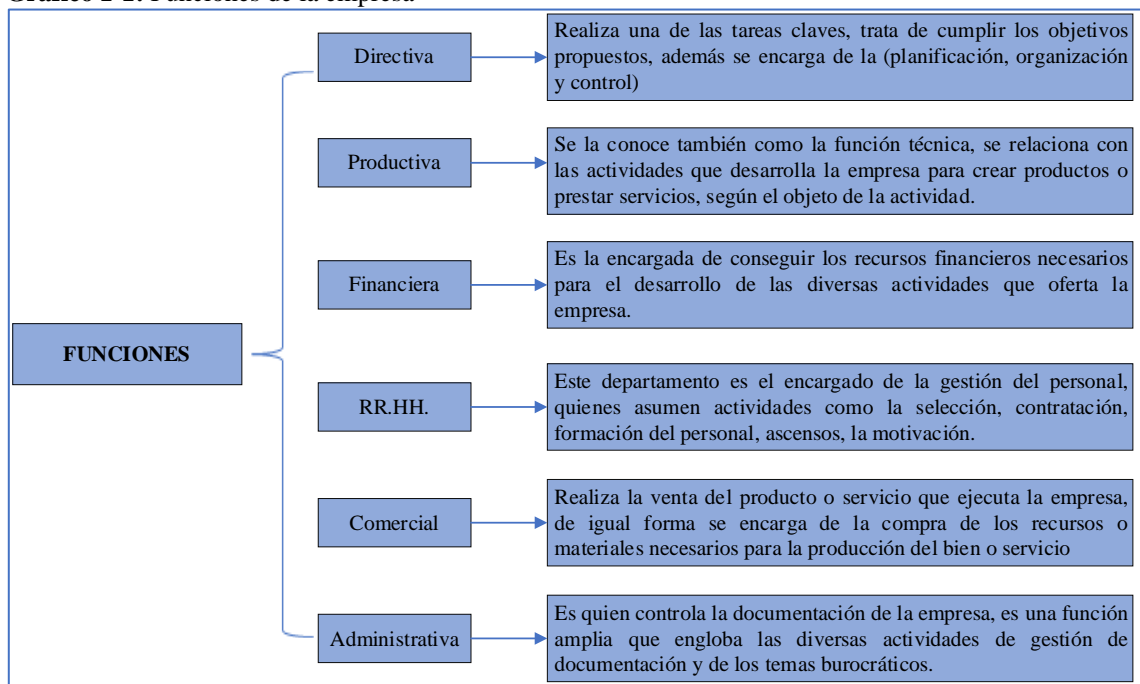 Directiva
Realiza una de las tareas claves, trata de cumplir los objetivos
propuestos, además se encarga de la (planificación, organización
y control)
Productiva
Se la conoce también como la función técnica, se relaciona con
las actividades que desarrolla la empresa para crear productos o
prestar servicios, según el objeto de la actividad.
Financiera
Es la encargada de conseguir los recursos financieros necesarios
para el desarrollo de las diversas actividades que oferta la
empresa.
FUNCIONES
RR.HH.
Este departamento es el encargado de la gestión del personal,
quienes asumen actividades como la selección, contratación,
formación del personal, ascensos, la motivación.
Comercial
Realiza la venta del producto o servicio que ejecuta la empresa,
de igual forma se encarga de la compra de los recursos o
materiales necesarios para la producción del bien o servicio
Administrativa
Es quien controla la documentación de la empresa, es una función
amplia que engloba las diversas actividades de gestión de
documentación y de los temas burocráticos.